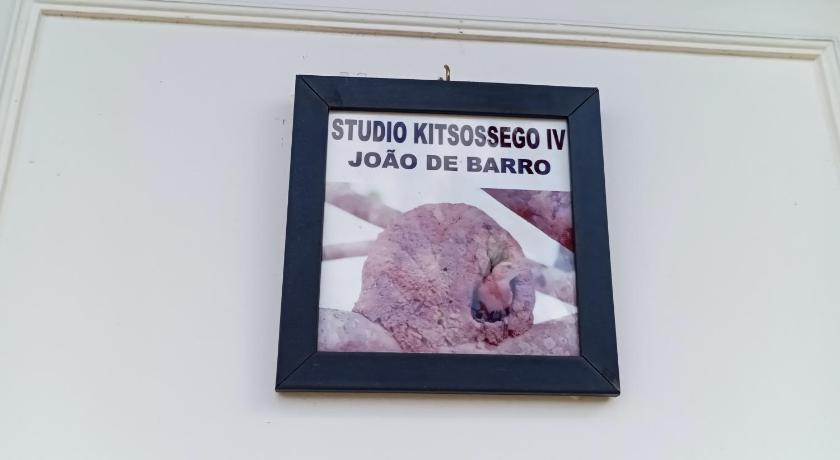 STUDIO KITSOSSEGO IV
JOÃO DE BARRO